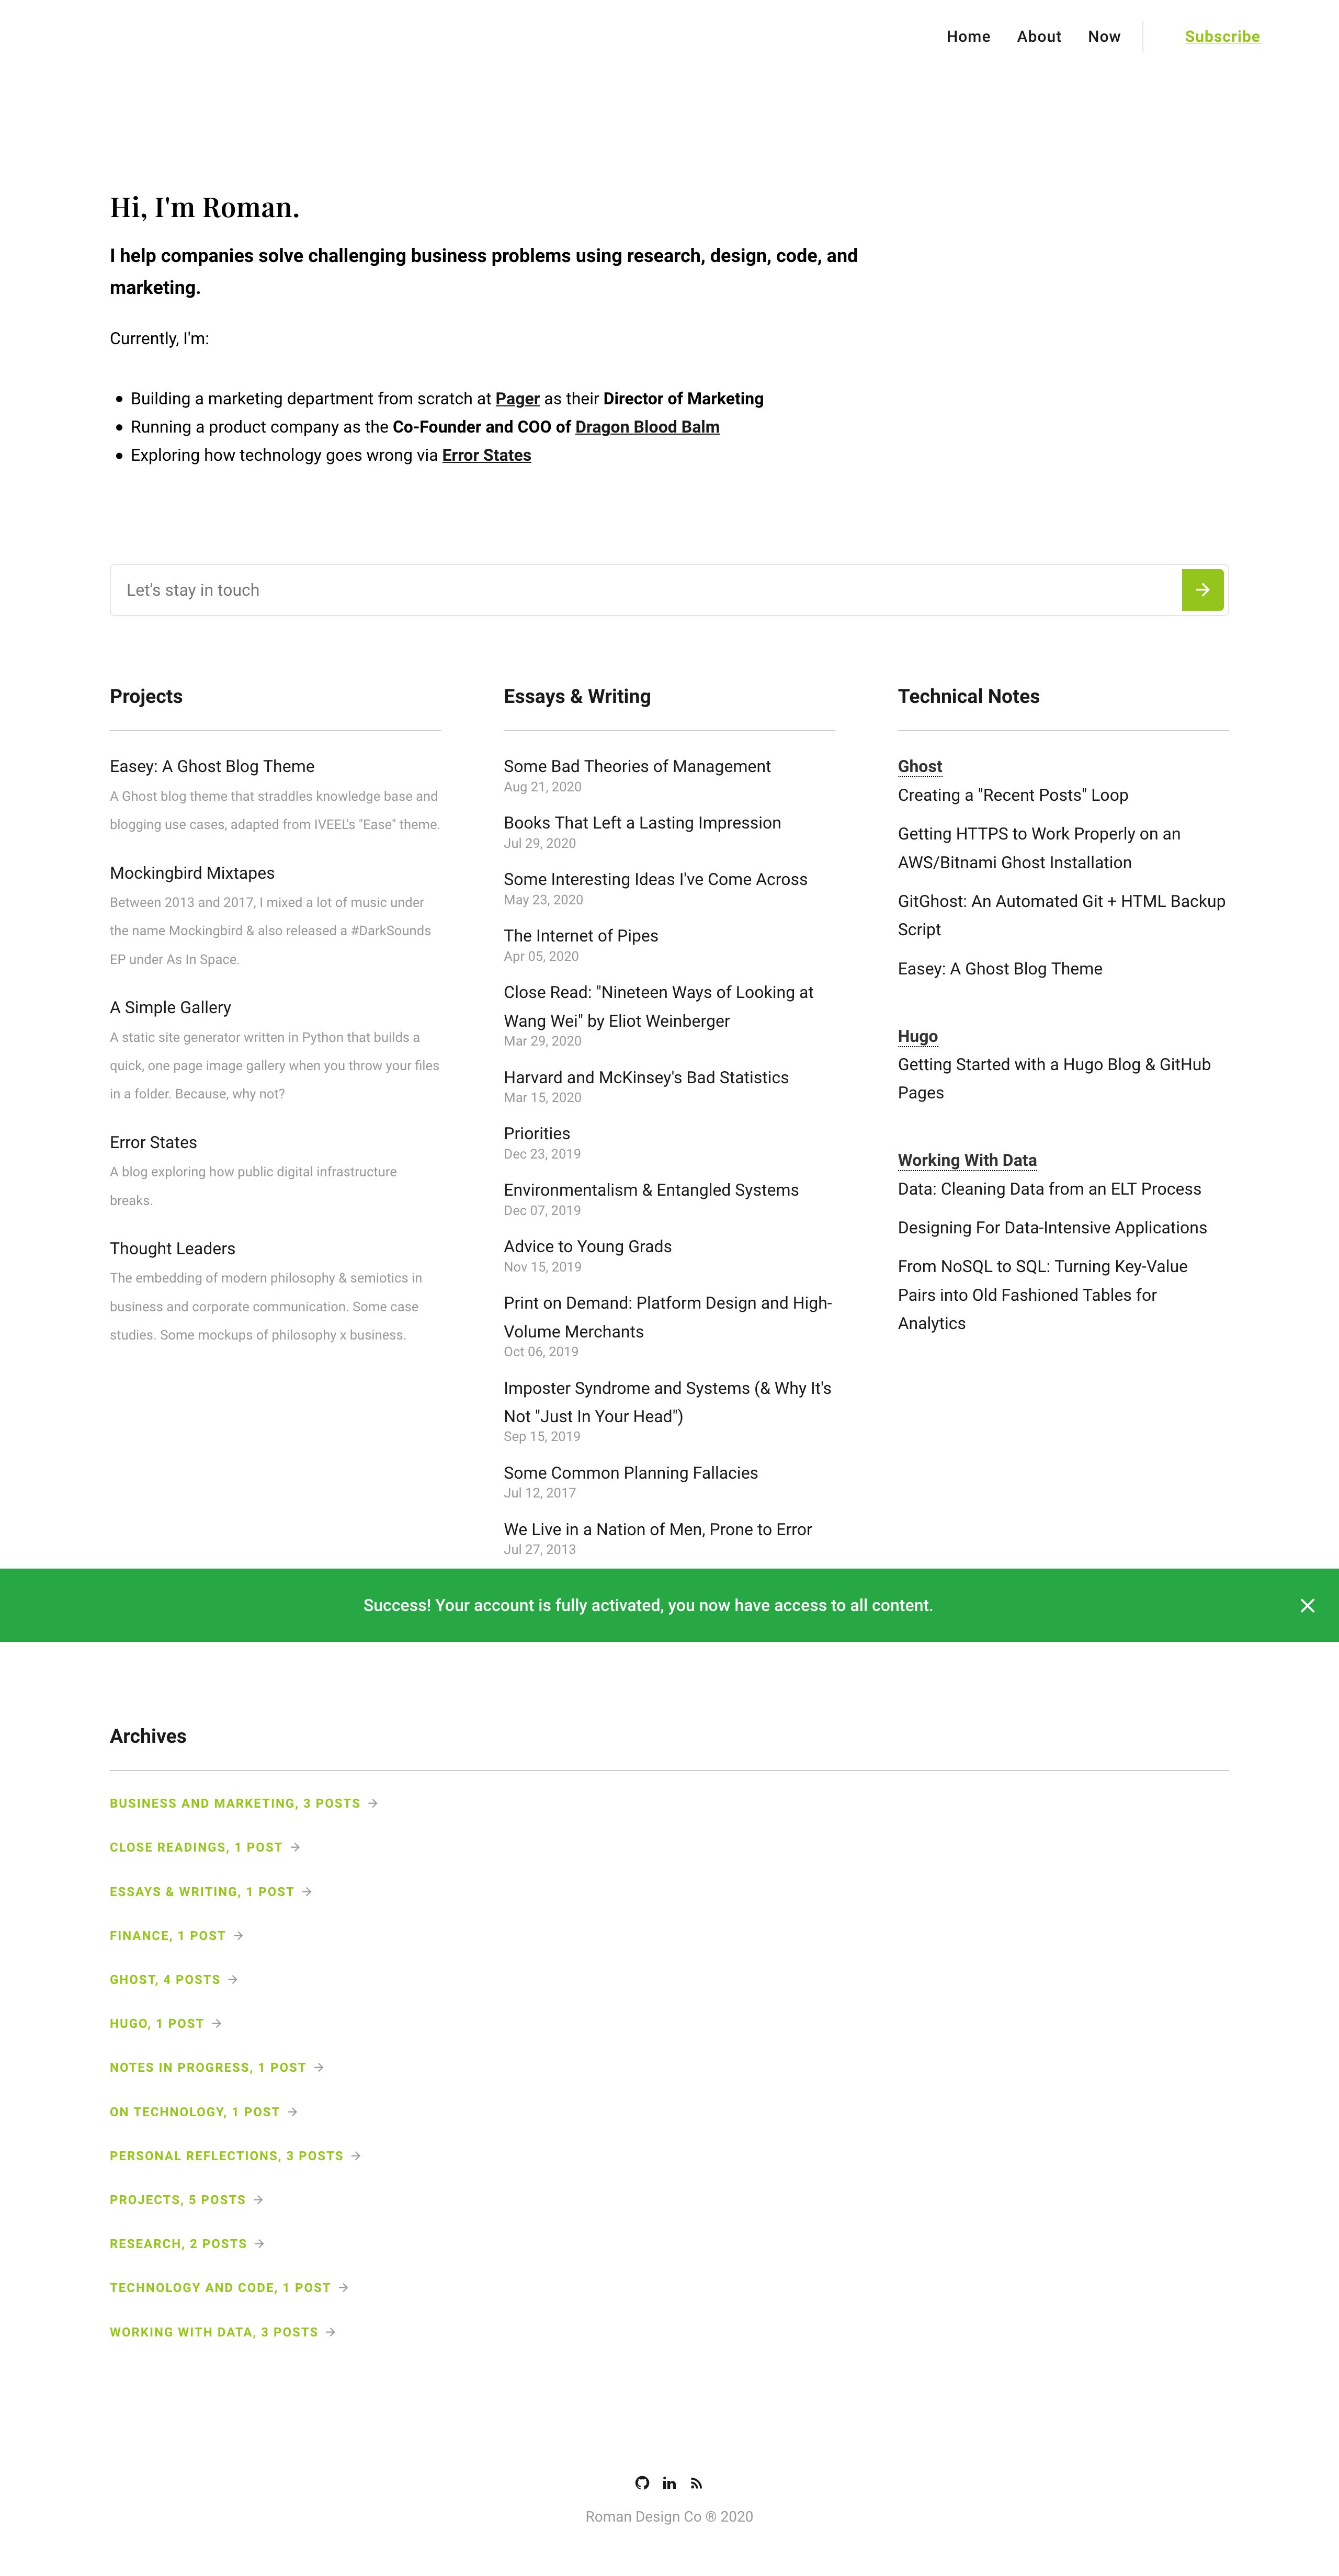 Home About Now Subscribe
Hi, I'm Roman.
I help companies solve challenging business problems using research, design, code, and
marketing.
Currently, I'm:
Building a marketing department from scratch at Pager as their Director of Marketing
Running a product company as the Co-Founder and COO of Dragon Blood Balm
Exploring how technology goes wrong via Error States
Let's stay in touch
Projects
Easey: A Ghost Blog Theme
A Ghost blog theme that straddles knowledge base and
blogging use cases, adapted from IVEEL's "Ease" theme.
Mockingbird Mixtapes
Between 2013 and 2017, I mixed a lot of music under
the name Mockingbird & also released a #DarkSounds
EP under As In Space.
A Simple Gallery
A static site generator written in Python that builds a
quick, one page image gallery when you throw your files
in a folder. Because, why not?
Error States
A blog exploring how public digital infrastructure
breaks.
Thought Leaders
The embedding of modern philosophy & semiotics in
business and corporate communication. Some case
studies. Some mockups of philosophy x business.
Essays & Writing
Some Bad Theories of Management
Aug 21, 2020
Books That Left a Lasting Impression
Jul 29, 2020
Some Interesting Ideas I've Come Across
May 23, 2020
The Internet of Pipes
Apr 05, 2020
Close Read: "Nineteen Ways of Looking at
Wang Wei" by Eliot Weinberger
Mar 29, 2020
Harvard and McKinsey's Bad Statistics
Mar 15, 2020
Priorities
Dec 23, 2019
Environmentalism & Entangled Systems
Dec 07, 2019
Advice to Young Grads
Nov 15, 2019
Print on Demand: Platform Design and High-
Volume Merchants
Oct 06, 2019
Imposter Syndrome and Systems (& Why It's
Not "Just In Your Head")
Sep 15, 2019
Some Common Planning Fallacies
Jul 12, 2017
We Live in a Nation of Men, Prone to Error
Jul 27, 2013
Technical Notes
Ghost
Creating a "Recent Posts" Loop
Getting HTTPS to Work Properly on an
AWS/Bitnami Ghost Installation
GitGhost: An Automated Git + HTML Backup
Script
Easey: A Ghost Blog Theme
Hugo
Getting Started with a Hugo Blog & GitHub
Pages
Working With Data
Data: Cleaning Data from an ELT Process
Designing For Data-Intensive Applications
From NoSQL to SQL: Turning Key-Value
Pairs into Old Fashioned Tables for
Analytics
Success! Your account is fully activated, you now have access to all content.
Archives
BUSINESS AND MARKETING, 3 POSTS
CLOSE READINGS, 1 POST
ESSAYS & WRITING, 1 POST
FINANCE, 1 POST
GHOST, 4 POSTS
HUGO, 1 POST
NOTES IN PROGRESS, 1 POST
ON TECHNOLOGY, 1 POST
PERSONAL REFLECTIONS, 3 POSTS
PROJECTS, 5 POSTS
RESEARCH, 2 POSTS
TECHNOLOGY AND CODE, 1 POST
WORKING WITH DATA, 3 POSTS
Roman Design Co ® 2020